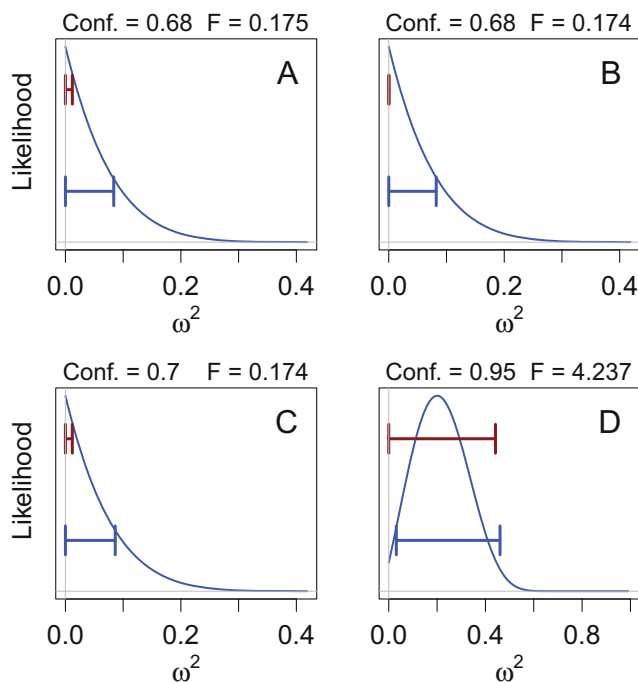 Conf. = 0.68 F = 0.175
Conf. = 0.68 F = 0.174
Likelihood
A
B
0.0 0.2 0.4
0.0 0.2 0.4
ω²
ω²
Conf. = 0.7 F = 0.174
Conf. = 0.95 F = 4.237
Likelihood
C
D
0.0 0.2 0.4
0.0 0.4 0.8
ω²
ω²